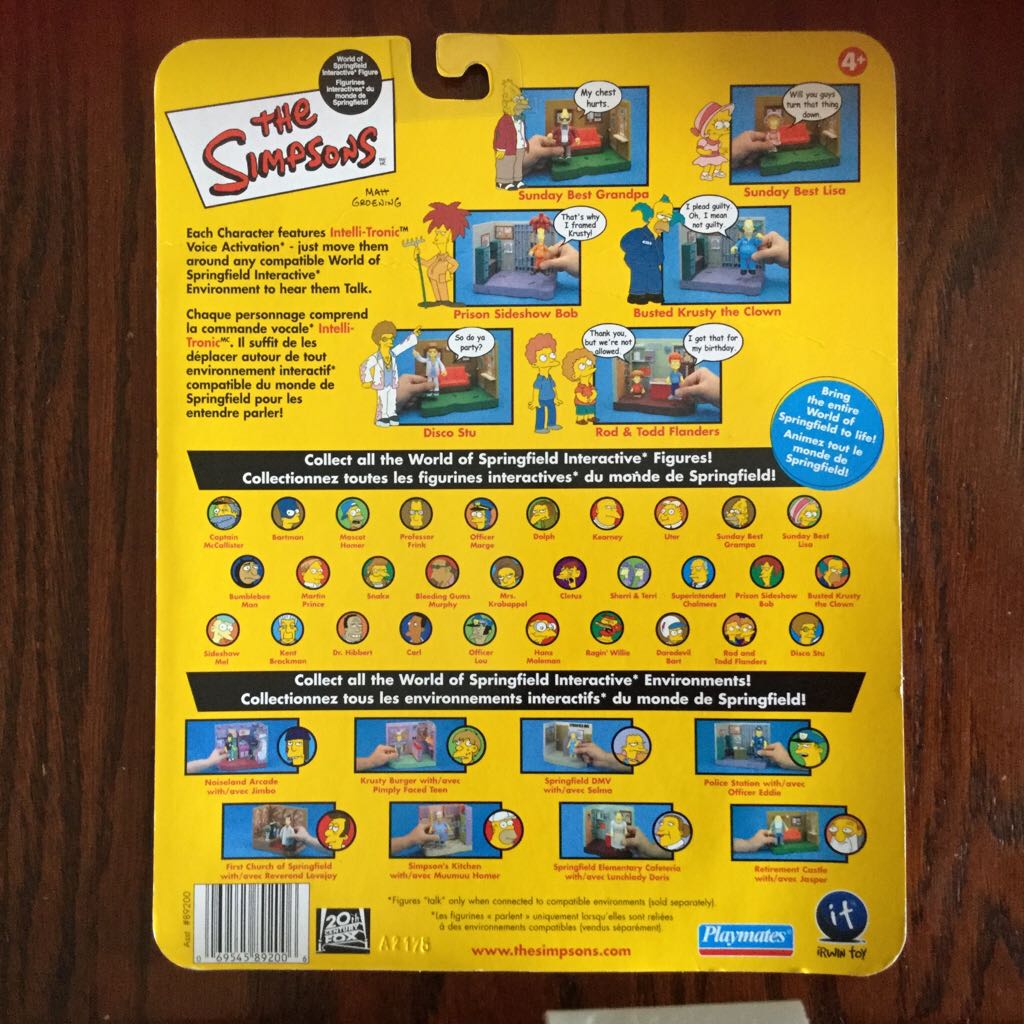 World of
Springfield
Interactive* Figure
Figurines
interactives* du
monde de
Springfield!
4+
THE
SIMPSONS
TM
MATT
GROENING
My chest
hurts.
Sunday Best Grandpa
Will you guys
turn that thing
down.
Sunday Best Lisa
Each Character features Intelli-Tronic™
Voice Activation* - just move them
around any compatible World of
Springfield Interactive*
Environment to hear them Talk.
That's why
I framed
Krusty!
Prison Sideshow Bob
I plead guilty.
Oh, I mean
not guilty.
Busted Krusty the Clown
Chaque personnage comprend
la commande vocale* Intelli-
TronicMC. Il suffit de les
déplacer autour de tout
environnement interactif*
compatible du monde de
Springfield pour les
entendre parler!
So do ya
party?
Disco Stu
Thank you,
but we're not
allowed.
I got that for
my birthday.
Rod & Todd Flanders
Bring
the entire
World of
Springfield to life!
Animez tout le
monde de
Springfield!
Collect all the World of Springfield Interactive* Figures!
Collectionnez toutes les figurines interactives* du monde de Springfield!
Captain
McCallister
Bartman
Mascot
Homer
Professor
Frink
Officer
Marge
Dolph
Kearney
Uter
Sunday Best
Grampa
Sunday Best
Lisa
Bumblebee
Man
Martin
Prince
Snake
Bleeding Gums
Murphy
Mrs.
Krabappel
Cletus
Sherri & Terri
Superintendent
Chalmers
Prison Sideshow
Bob
Busted Krusty
the Clown
Sideshow
Mel
Kent
Brockman
Dr. Hibbert
Carl
Officer
Lou
Hans
Moleman
Ragin' Willie
Daredevil
Bart
Rod and
Todd Flanders
Disco Stu
Collect all the World of Springfield Interactive* Environments!
Collectionnez tous les environnements interactifs* du monde de Springfield!
Noiseland Arcade
with/avec Jimbo
Krusty Burger with/avec
Pimply Faced Teen
Springfield DMV
with/avec Selma
Police Station with/avec
Officer Eddie
First Church of Springfield
with/avec Reverend Lovejoy
Simpson's Kitchen
with/avec Muumuu Homer
Springfield Elementary Cafeteria
with/avec Lunchlady Doris
Retirement Castle
with/avec Jasper
Asst #89200
0 69545 89200 6
20th
CENTURY
FOX
A2175
*Figures "talk" only when connected to compatible environments (sold separately).
*Les figurines « parlent » uniquement lorsqu'elles sont reliées
à des environnements compatibles (vendus séparément).
www.thesimpsons.com
Playmates
it
IRWIN TOY